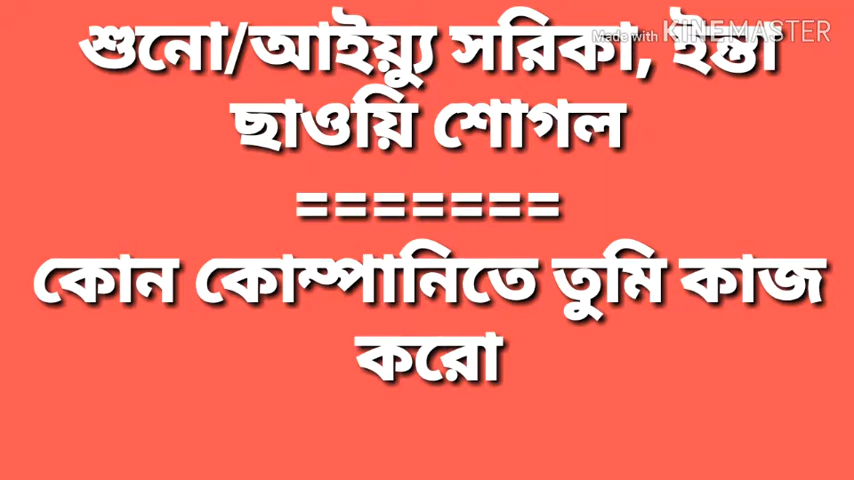 শুনো/আইয়্যু সরিকা, ইন্তা
ছাওয়ি শোগল
=======
কোন কোম্পানিতে তুমি কাজ
করো
Made with KINEMASTER